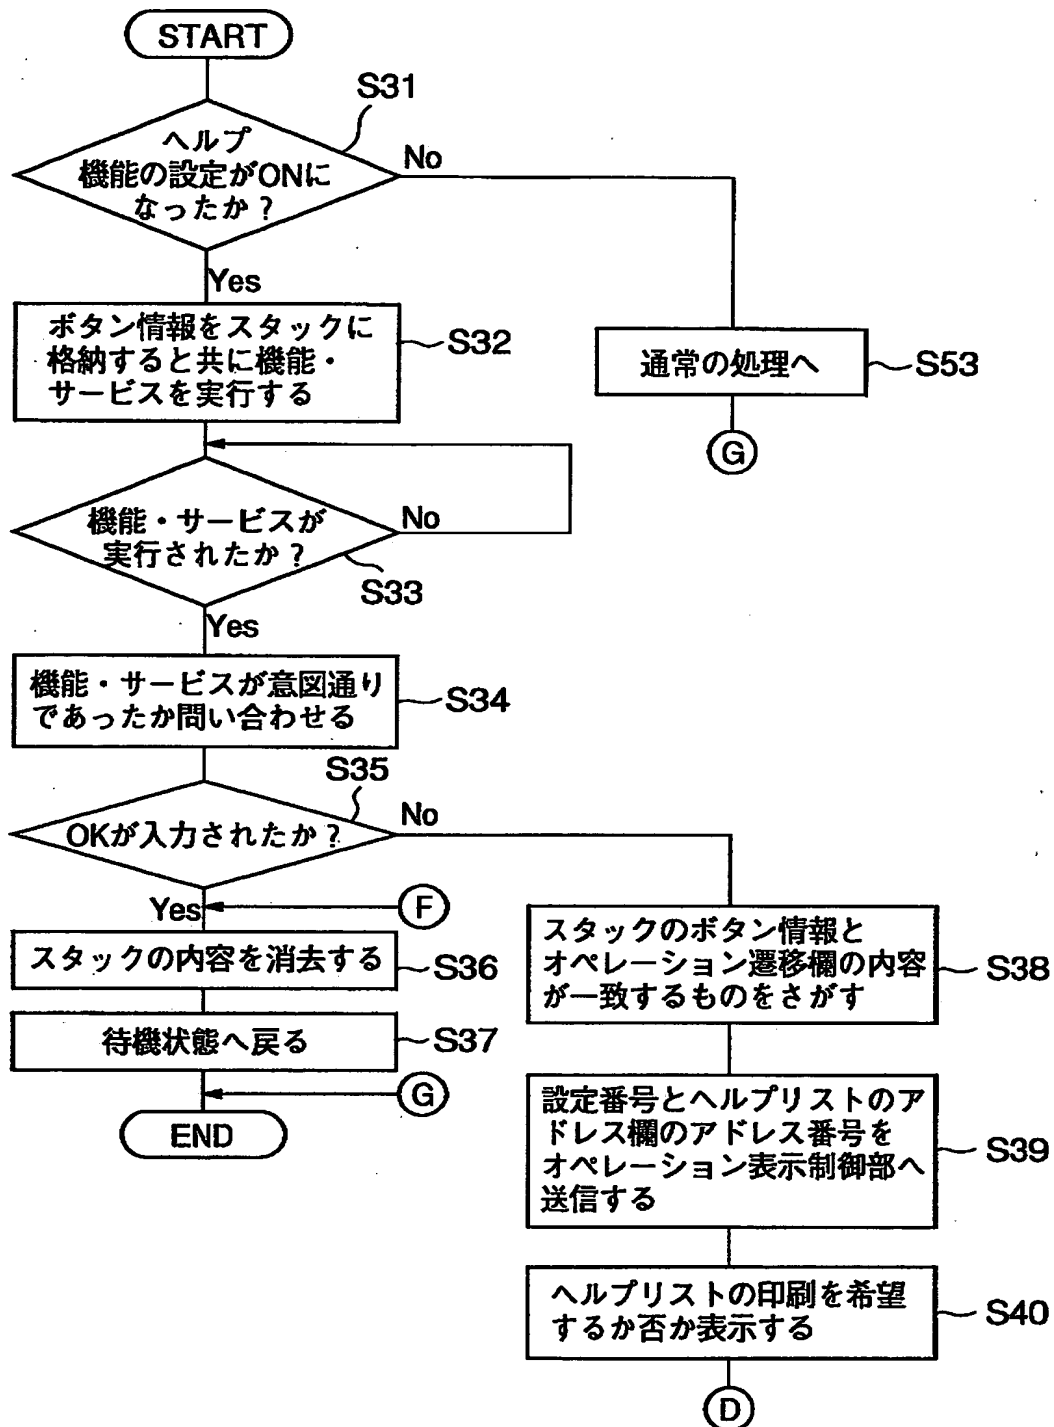 START
S31
ヘルプ
機能の設定がONに
なったか？
No
Yes
ボタン情報をスタックに
格納すると共に機能・
サービスを実行する
S32
通常の処理へ
S53
G
機能・サービスが
実行されたか？
No
S33
Yes
機能・サービスが意図通り
であったか問い合わせる
S34
S35
OKが入力されたか？
No
Yes
F
スタックの内容を消去する
S36
待機状態へ戻る
S37
G
END
スタックのボタン情報と
オペレーション遷移欄の内容
が一致するものをさがす
S38
設定番号とヘルプリストのア
ドレス欄のアドレス番号を
オペレーション表示制御部へ
送信する
S39
ヘルプリストの印刷を希望
するか否か表示する
S40
D